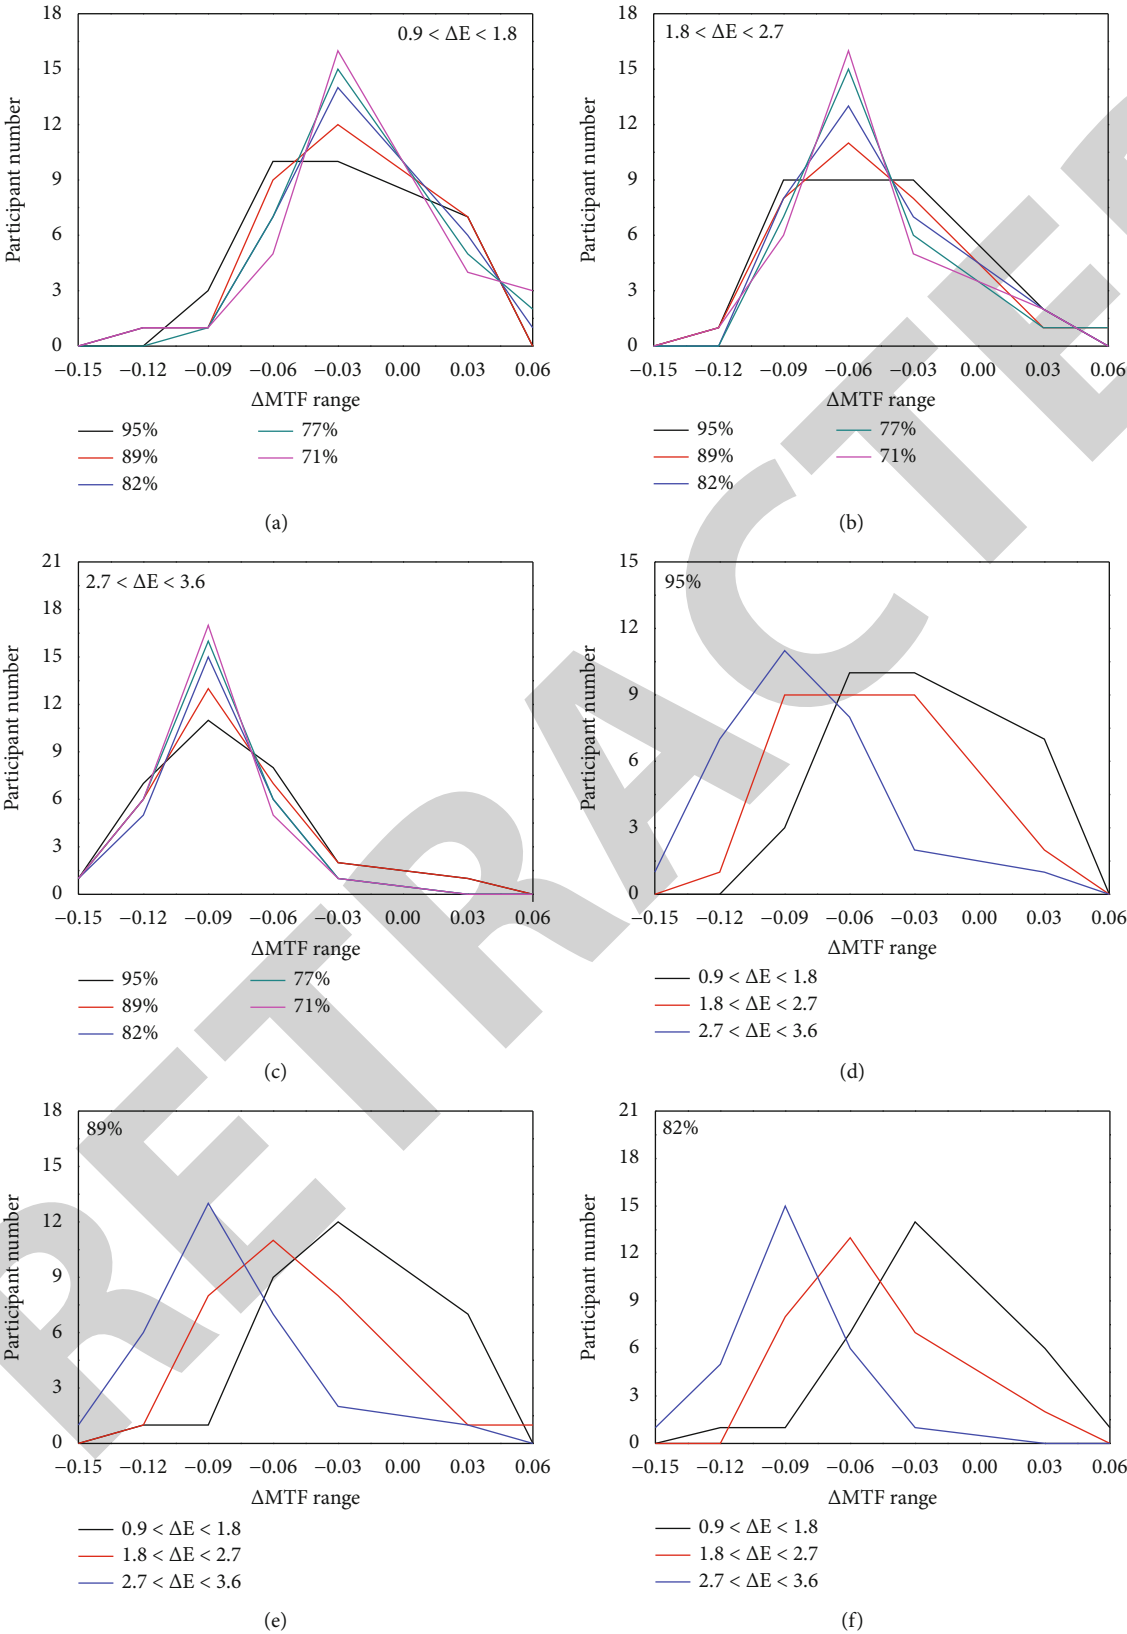 18
15
12
9
6
3
0
Participant number
0.9 < ΔE < 1.8
−0.15 −0.12 −0.09 −0.06 −0.03 0.00 0.03 0.06
ΔMTF range
95% 77%
89% 71%
82%
(a)
18
15
12
9
6
3
0
Participant number
1.8 < ΔE < 2.7
−0.15 −0.12 −0.09 −0.06 −0.03 0.00 0.03 0.06
ΔMTF range
95% 77%
89% 71%
82%
(b)
21
18
15
12
9
6
3
0
Participant number
2.7 < ΔE < 3.6
−0.15 −0.12 −0.09 −0.06 −0.03 0.00 0.03 0.06
ΔMTF range
95% 77%
89% 71%
82%
(c)
15
12
9
6
3
0
Participant number
95%
−0.15 −0.12 −0.09 −0.06 −0.03 0.00 0.03 0.06
ΔMTF range
0.9 < ΔE < 1.8
1.8 < ΔE < 2.7
2.7 < ΔE < 3.6
(d)
18
15
12
9
6
3
0
Participant number
89%
−0.15 −0.12 −0.09 −0.06 −0.03 0.00 0.03 0.06
ΔMTF range
0.9 < ΔE < 1.8
1.8 < ΔE < 2.7
2.7 < ΔE < 3.6
(e)
21
18
15
12
9
6
3
0
Participant number
82%
−0.15 −0.12 −0.09 −0.06 −0.03 0.00 0.03 0.06
ΔMTF range
0.9 < ΔE < 1.8
1.8 < ΔE < 2.7
2.7 < ΔE < 3.6
(f)
RETRACTE